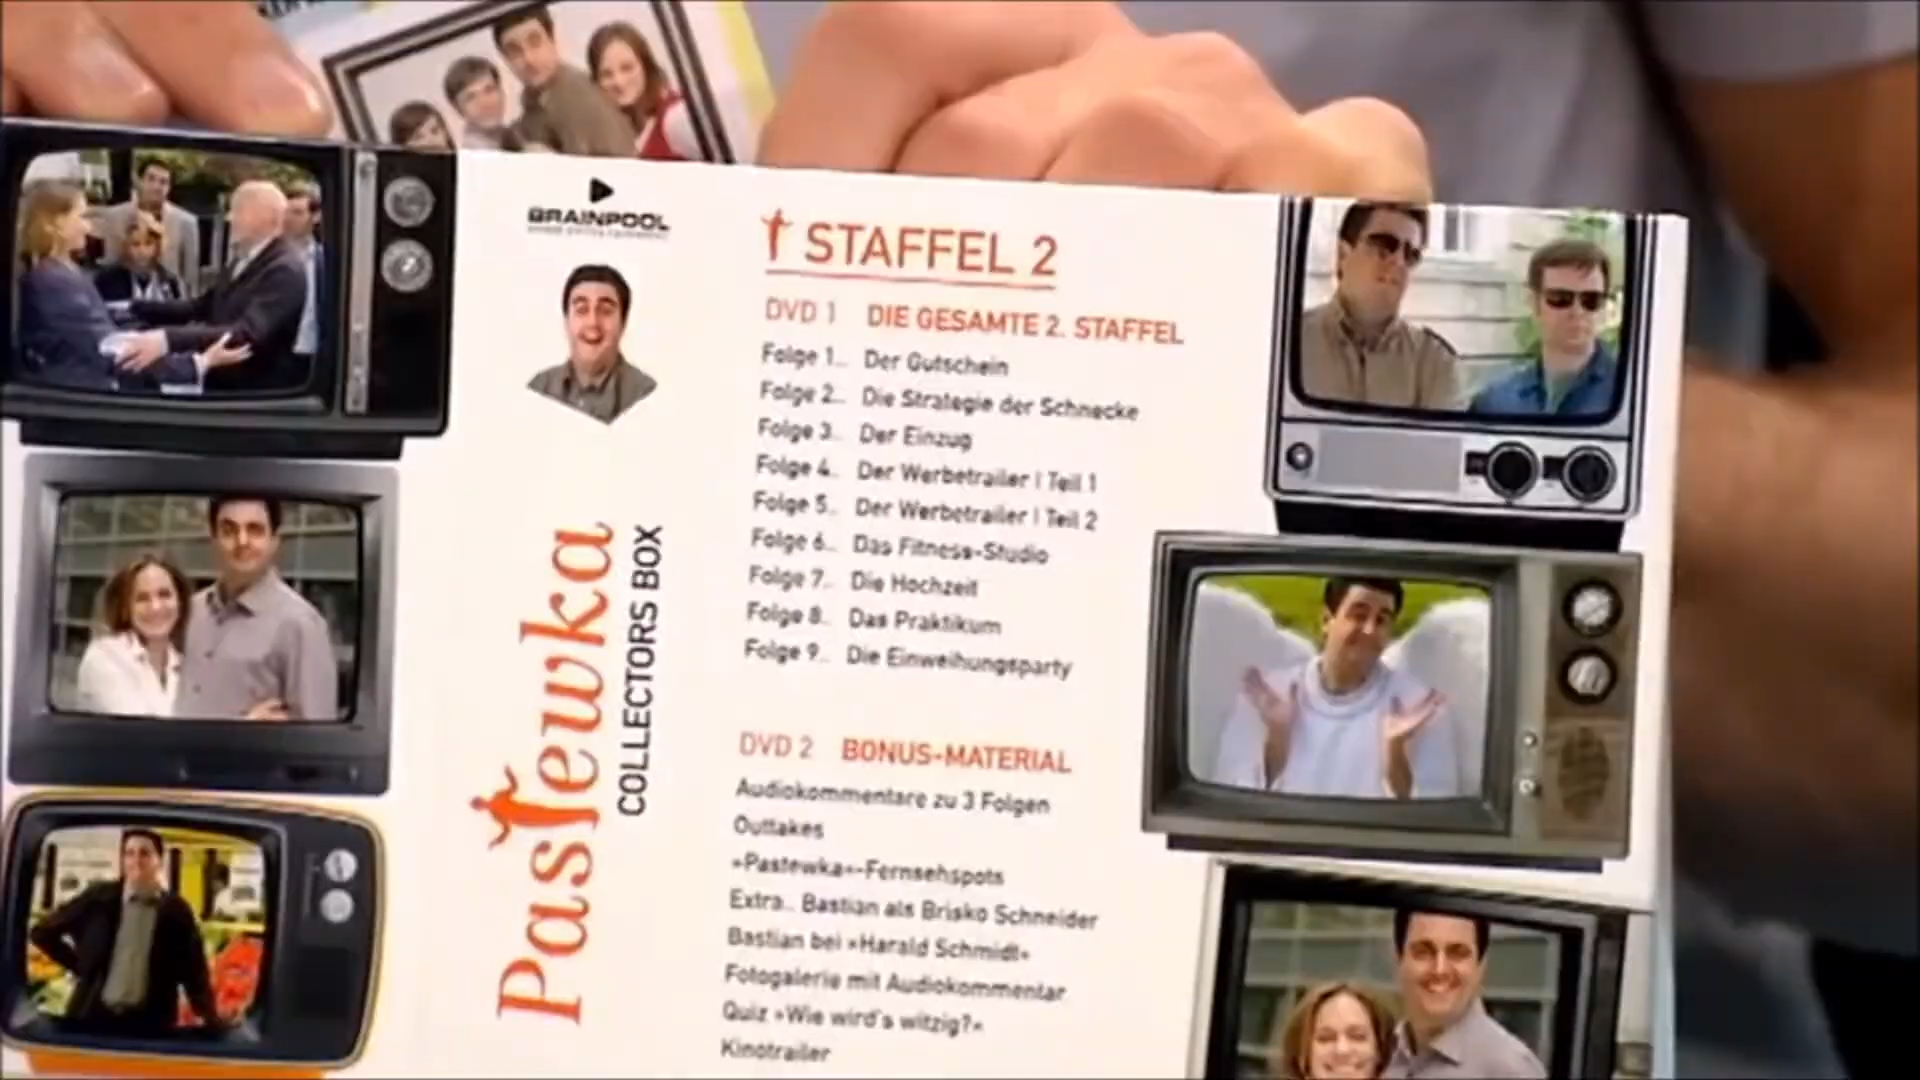 BRAINPOOL
Pastewka
COLLECTORS BOX
STAFFEL 2
DVD 1 DIE GESAMTE 2. STAFFEL
Folge 1.. Der Gutschein
Folge 2.. Die Strategie der Schnecke
Folge 3.. Der Einzug
Folge 4.. Der Werbetrailer | Teil 1
Folge 5.. Der Werbetrailer | Teil 2
Folge 6.. Das Fitness-Studio
Folge 7.. Die Hochzeit
Folge 8.. Das Praktikum
Folge 9.. Die Einweihungsparty
DVD 2 BONUS-MATERIAL
Audiokommentare zu 3 Folgen
Outtakes
»Pastewka«-Fernsehspots
Extra.. Bastian als Brisko Schneider
Bastian bei »Harald Schmidt«
Fotogalerie mit Audiokommentar
Quiz »Wie wird's witzig?«
Kinotrailer